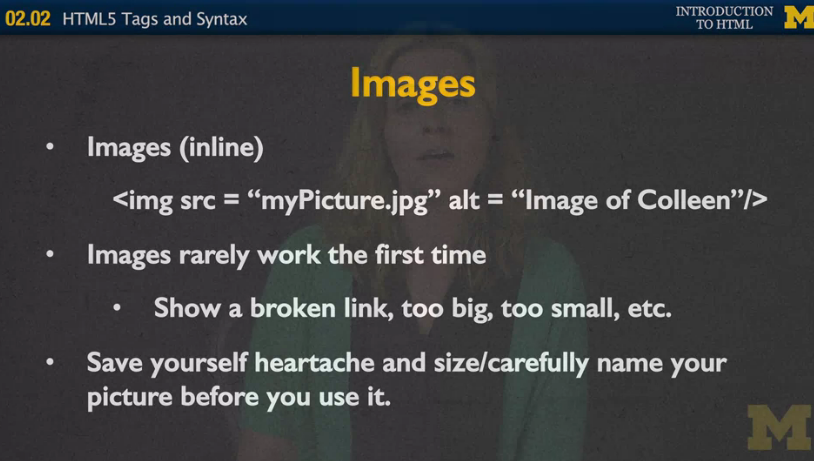 02.02 HTML5 Tags and Syntax
INTRODUCTION
TO HTML
M
Images
• Images (inline)
<img src = “myPicture.jpg” alt = “Image of Colleen”/>
• Images rarely work the first time
• Show a broken link, too big, too small, etc.
• Save yourself heartache and size/carefully name your
picture before you use it.
M